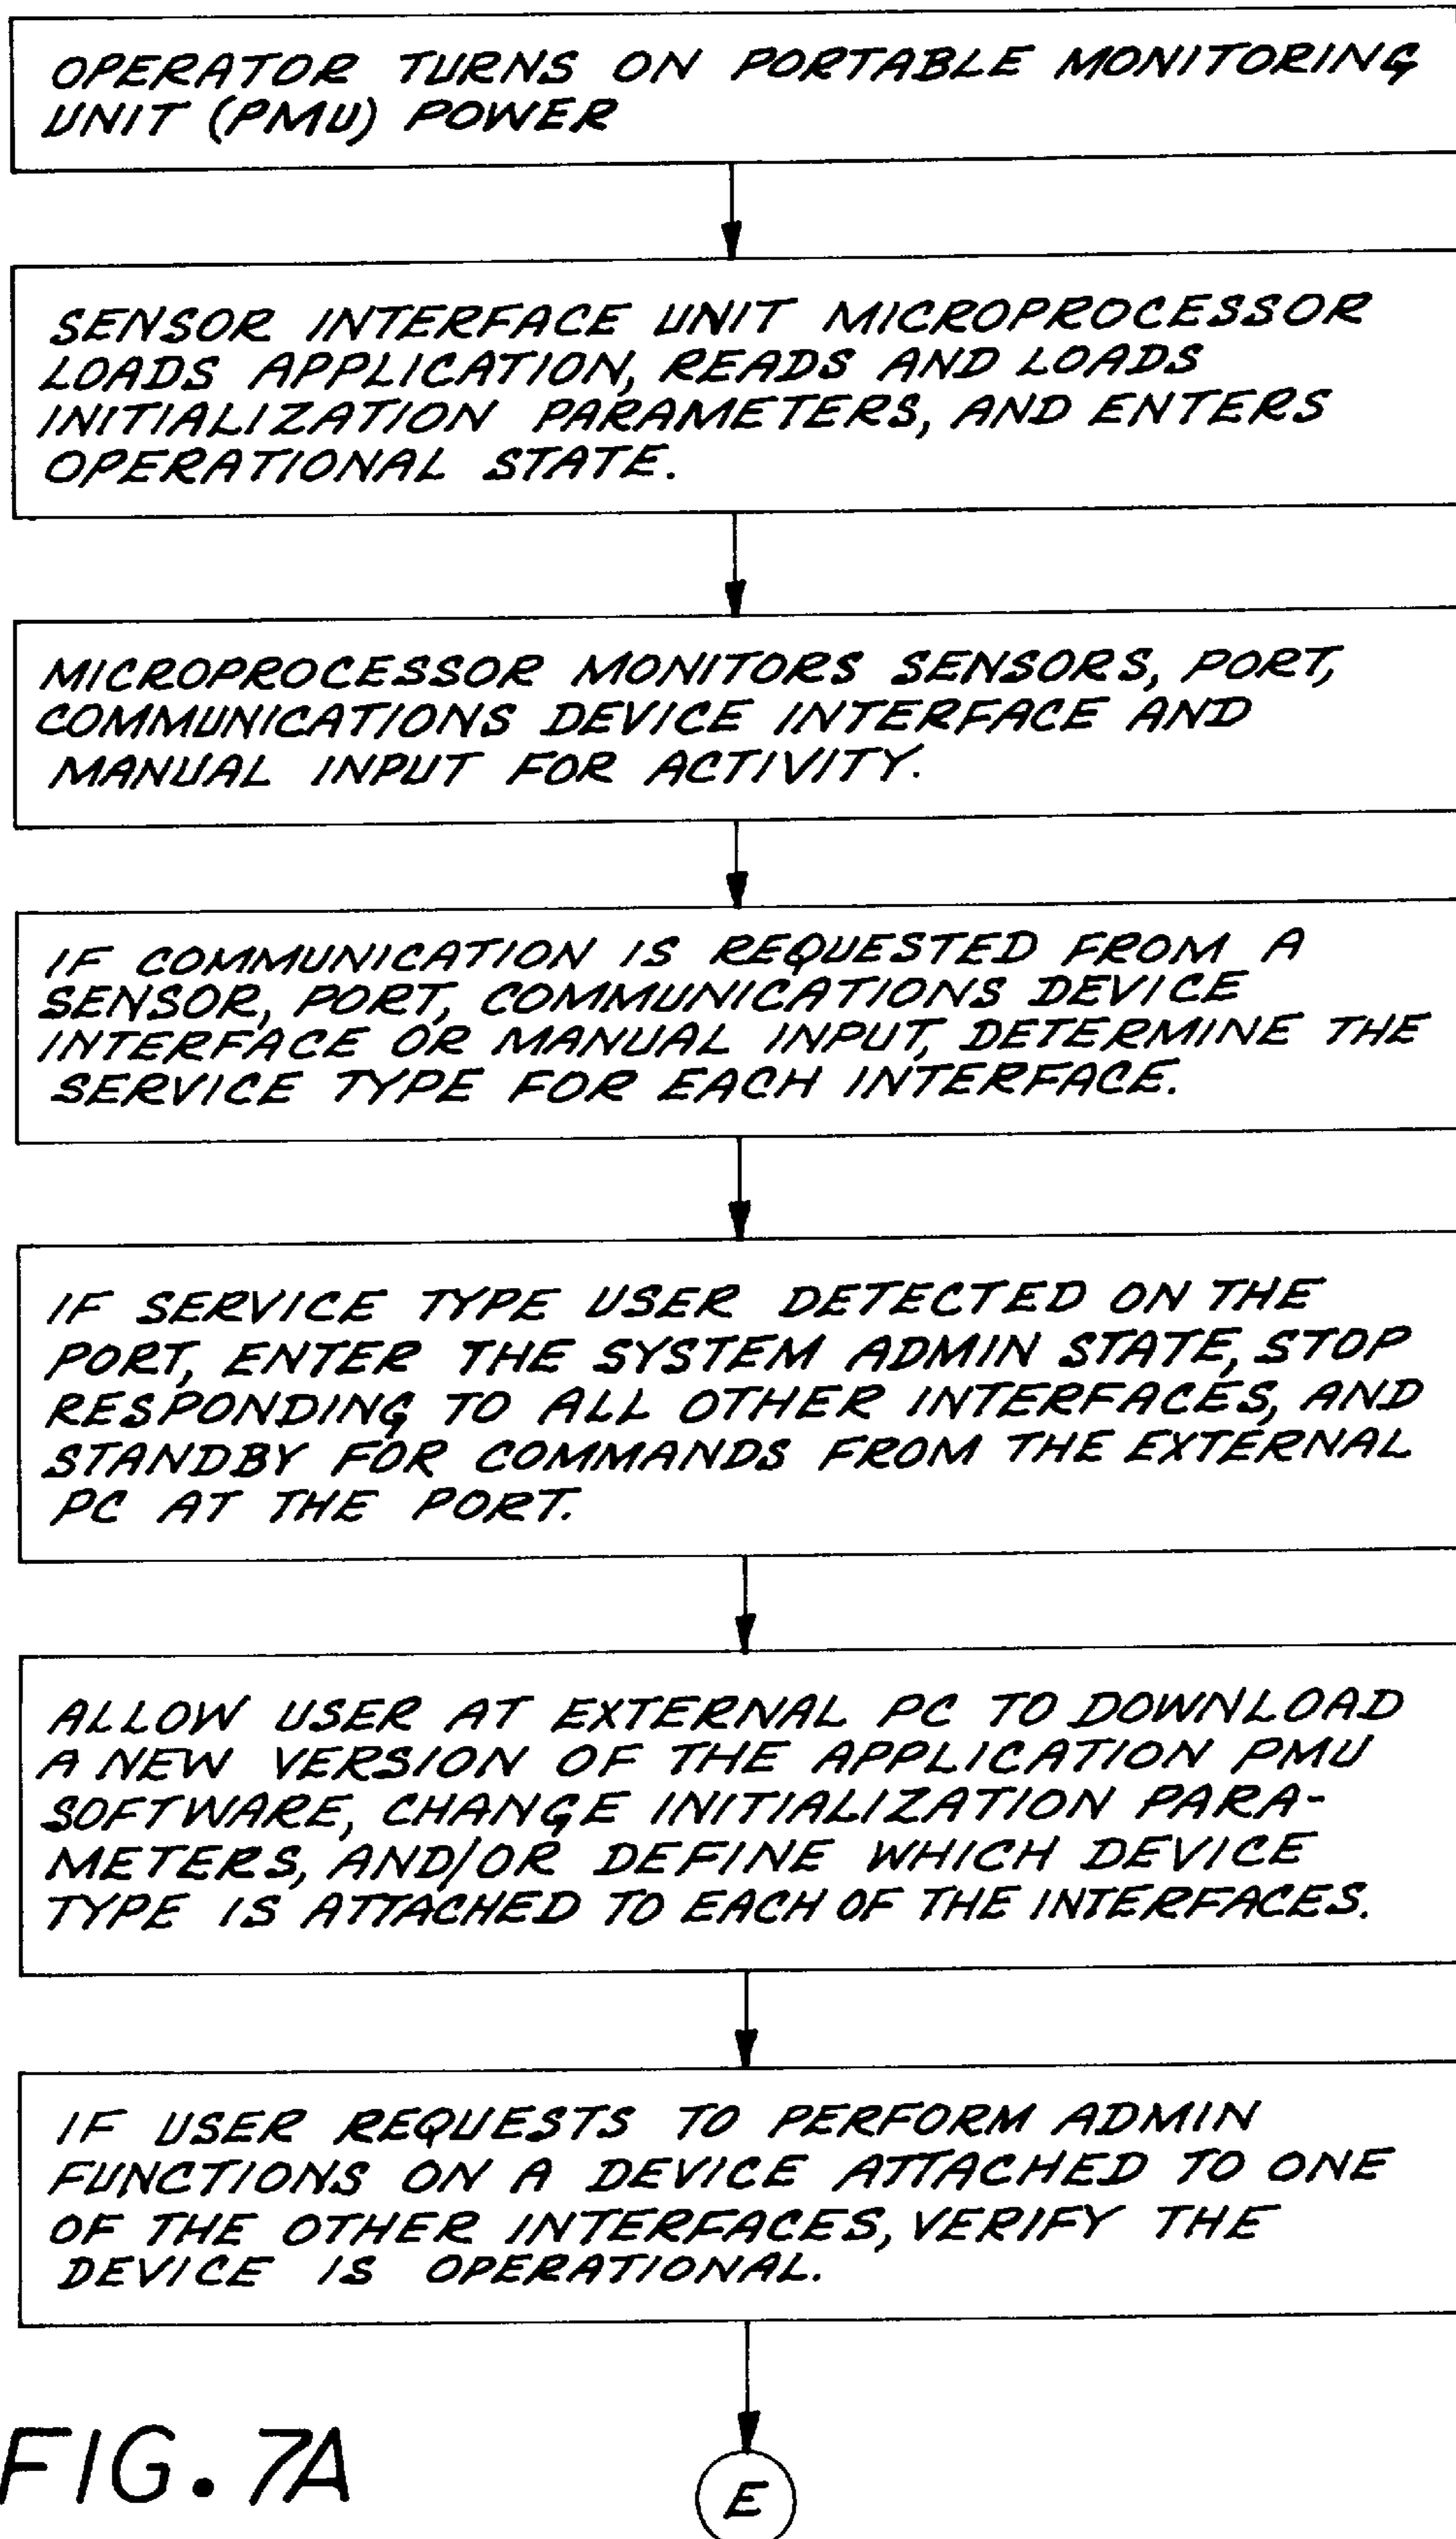 OPERATOR TURNS ON PORTABLE MONITORING
UNIT (PMU) POWER
SENSOR INTERFACE UNIT MICROPROCESSOR
LOADS APPLICATION, READS AND LOADS
INITIALIZATION PARAMETERS, AND ENTERS
OPERATIONAL STATE.
MICROPROCESSOR MONITORS SENSORS, PORT,
COMMUNICATIONS DEVICE INTERFACE AND
MANUAL INPUT FOR ACTIVITY.
IF COMMUNICATION IS REQUESTED FROM A
SENSOR, PORT, COMMUNICATIONS DEVICE
INTERFACE OR MANUAL INPUT, DETERMINE THE
SERVICE TYPE FOR EACH INTERFACE.
IF SERVICE TYPE USER DETECTED ON THE
PORT, ENTER THE SYSTEM ADMIN STATE, STOP
RESPONDING TO ALL OTHER INTERFACES, AND
STANDBY FOR COMMANDS FROM THE EXTERNAL
PC AT THE PORT.
ALLOW USER AT EXTERNAL PC TO DOWNLOAD
A NEW VERSION OF THE APPLICATION PMU
SOFTWARE, CHANGE INITIALIZATION PARA-
METERS, AND/OR DEFINE WHICH DEVICE
TYPE IS ATTACHED TO EACH OF THE INTERFACES.
IF USER REQUESTS TO PERFORM ADMIN
FUNCTIONS ON A DEVICE ATTACHED TO ONE
OF THE OTHER INTERFACES, VERIFY THE
DEVICE IS OPERATIONAL.
FIG. 7A
E